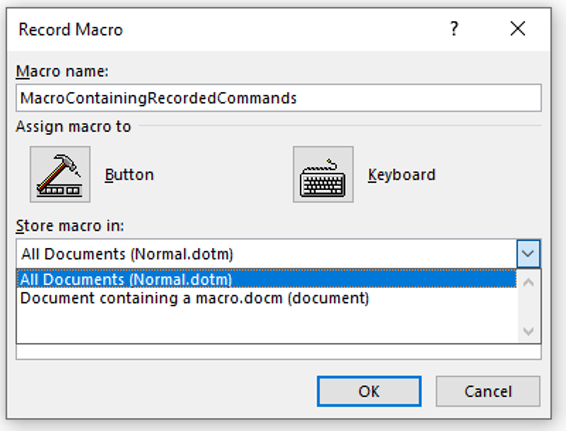 Record Macro ?
Macro name:
MacroContainingRecordedCommands
Assign macro to
Button Keyboard
Store macro in:
All Documents (Normal.dotm)
All Documents (Normal.dotm)
Document containing a macro.docm (document)
OK Cancel